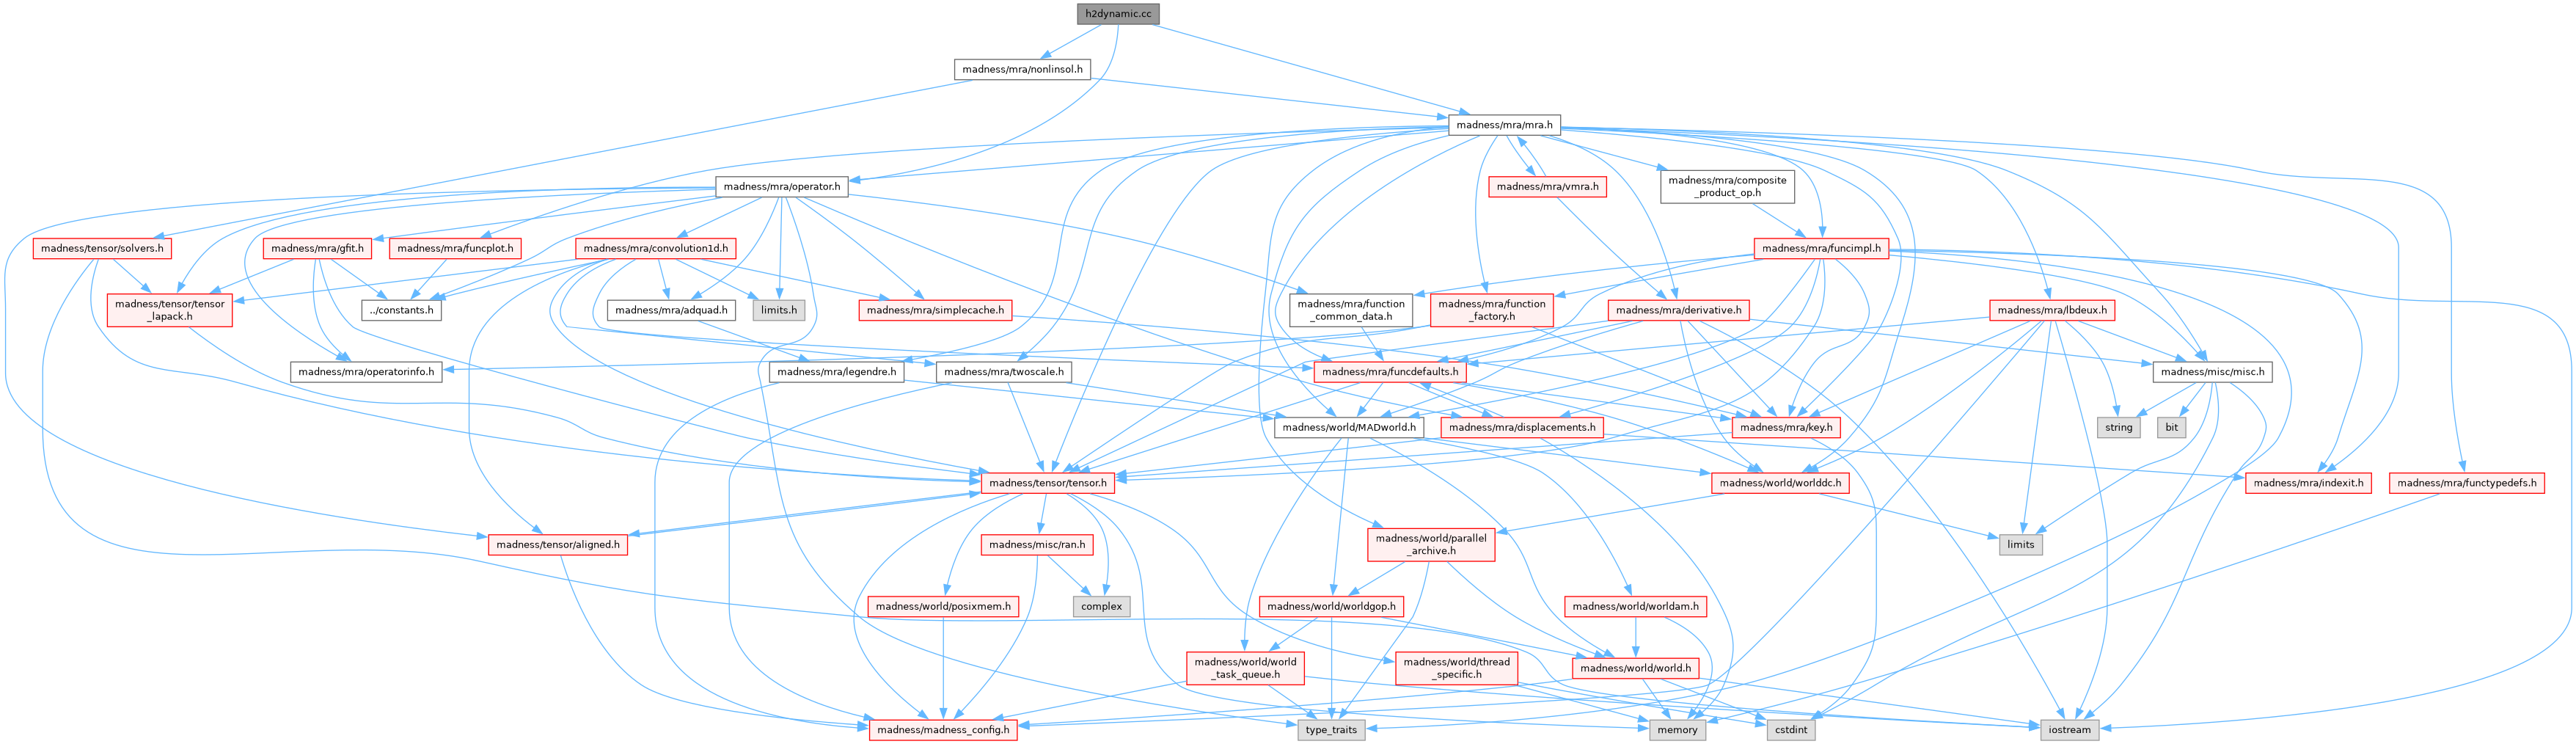 h2dynamic.cc
madness/mra/nonlinsol.h
madness/mra/mra.h
madness/mra/operator.h
madness/mra/vmra.h
madness/mra/composite
_product_op.h
madness/tensor/solvers.h
madness/mra/gfit.h
madness/mra/funcplot.h
madness/mra/convolution1d.h
madness/mra/funcimpl.h
madness/tensor/tensor
_lapack.h
../constants.h
madness/mra/adquad.h
limits.h
madness/mra/simplecache.h
madness/mra/function
_common_data.h
madness/mra/function
_factory.h
madness/mra/derivative.h
madness/mra/lbdeux.h
madness/mra/operatorinfo.h
madness/mra/legendre.h
madness/mra/twoscale.h
madness/mra/funcdefaults.h
madness/misc/misc.h
madness/world/MADworld.h
madness/mra/displacements.h
madness/mra/key.h
string
bit
madness/tensor/tensor.h
madness/world/worlddc.h
madness/mra/indexit.h
madness/mra/functypedefs.h
madness/tensor/aligned.h
madness/misc/ran.h
madness/world/parallel
_archive.h
limits
madness/world/posixmem.h
complex
madness/world/worldgop.h
madness/world/worldam.h
madness/world/world
_task_queue.h
madness/world/thread
_specific.h
madness/world/world.h
madness/madness_config.h
type_traits
memory
cstdint
iostream